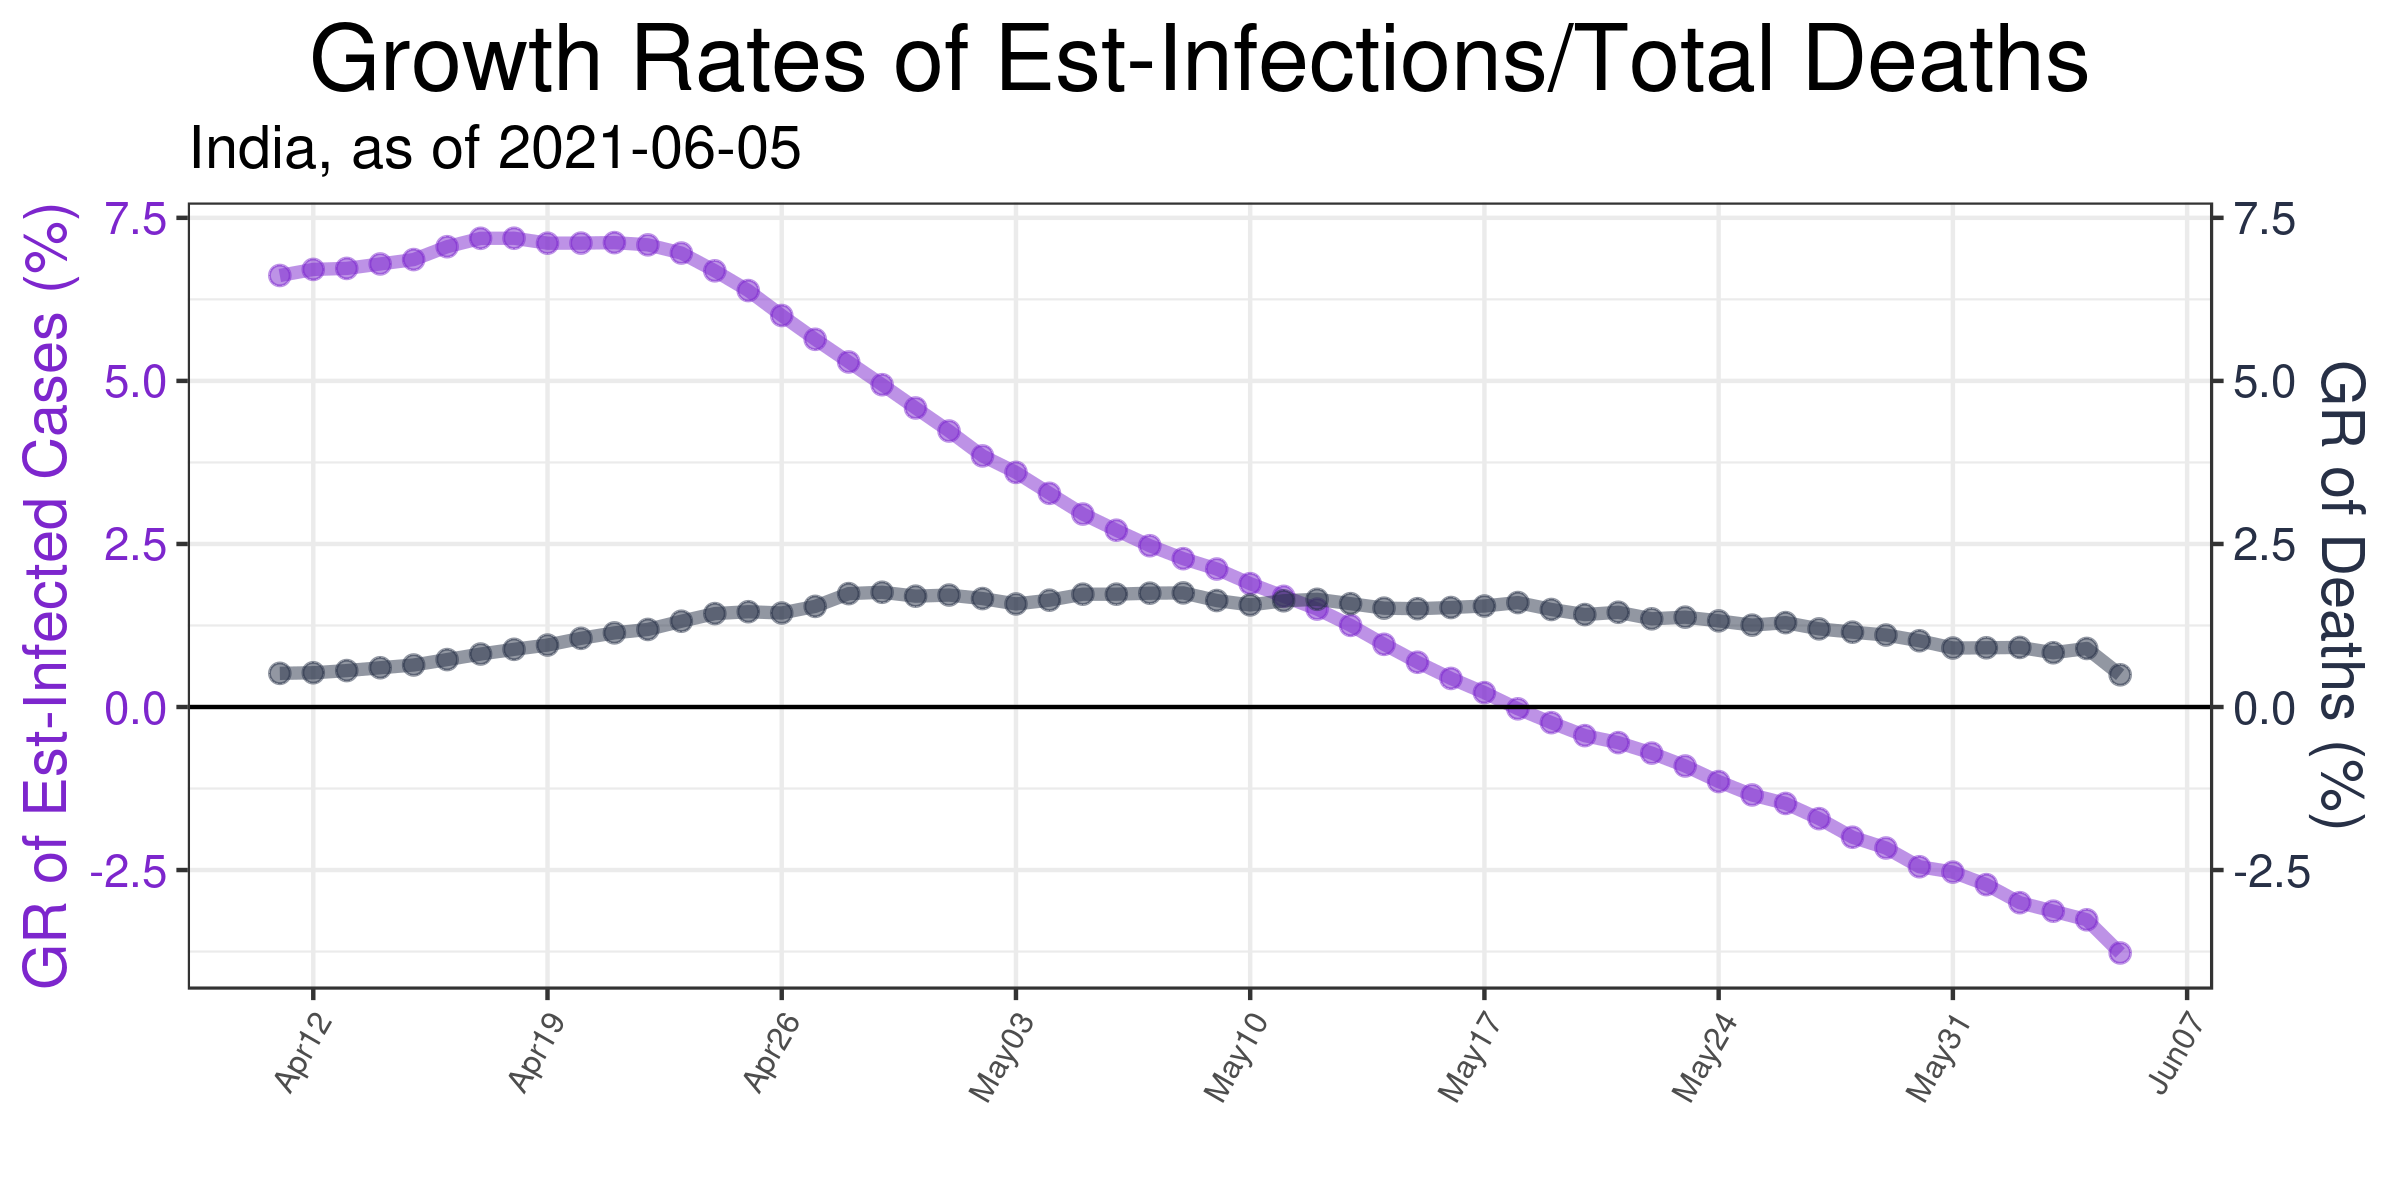 Growth Rates of Est-Infections/Total Deaths
India, as of 2021-06-05
GR of Est-Infected Cases (%)
7.5
5.0
2.5
0.0
-2.5
7.5
5.0
2.5
0.0
-2.5
GR of Deaths (%)
Apr12
Apr19
Apr26
May03
May10
May17
May24
May31
Jun07